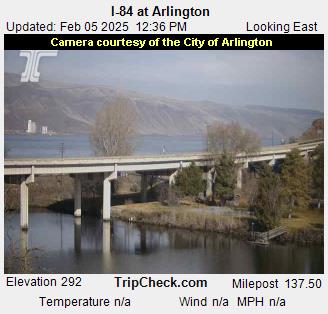 I-84 at Arlington
Updated: Feb 05 2025 12:36 PM Looking East
Camera courtesy of the City of Arlington
Elevation 292 TripCheck.com Milepost 137.50
Temperature n/a Wind n/a MPH n/a